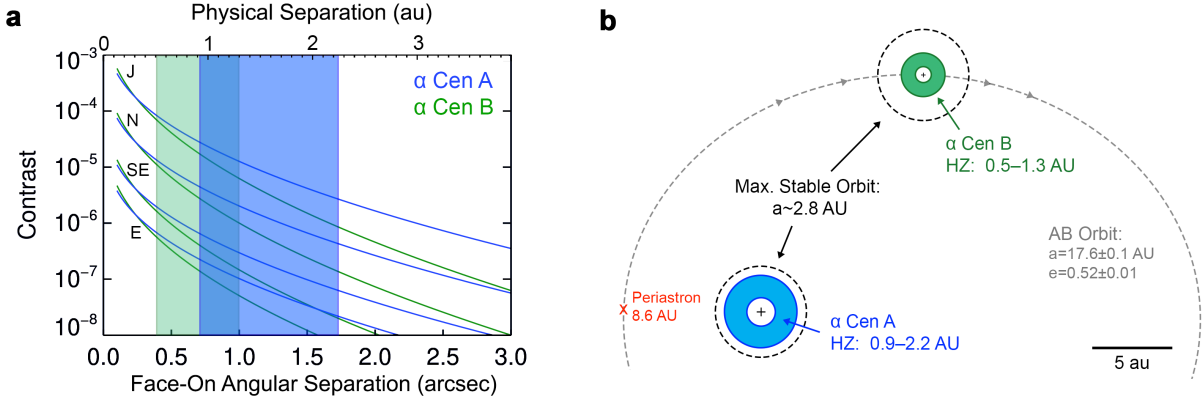 a
Physical Separation (au)
0 1 2 3
10⁻³
10⁻⁴
10⁻⁵
10⁻⁶
10⁻⁷
10⁻⁸
Contrast
J
N
SE
E
α Cen A
α Cen B
0.0 0.5 1.0 1.5 2.0 2.5 3.0
Face-On Angular Separation (arcsec)
b
α Cen B
HZ: 0.5–1.3 AU
Max. Stable Orbit:
a~2.8 AU
AB Orbit:
a=17.6±0.1 AU
e=0.52±0.01
x Periastron
8.6 AU
α Cen A
HZ: 0.9–2.2 AU
5 au